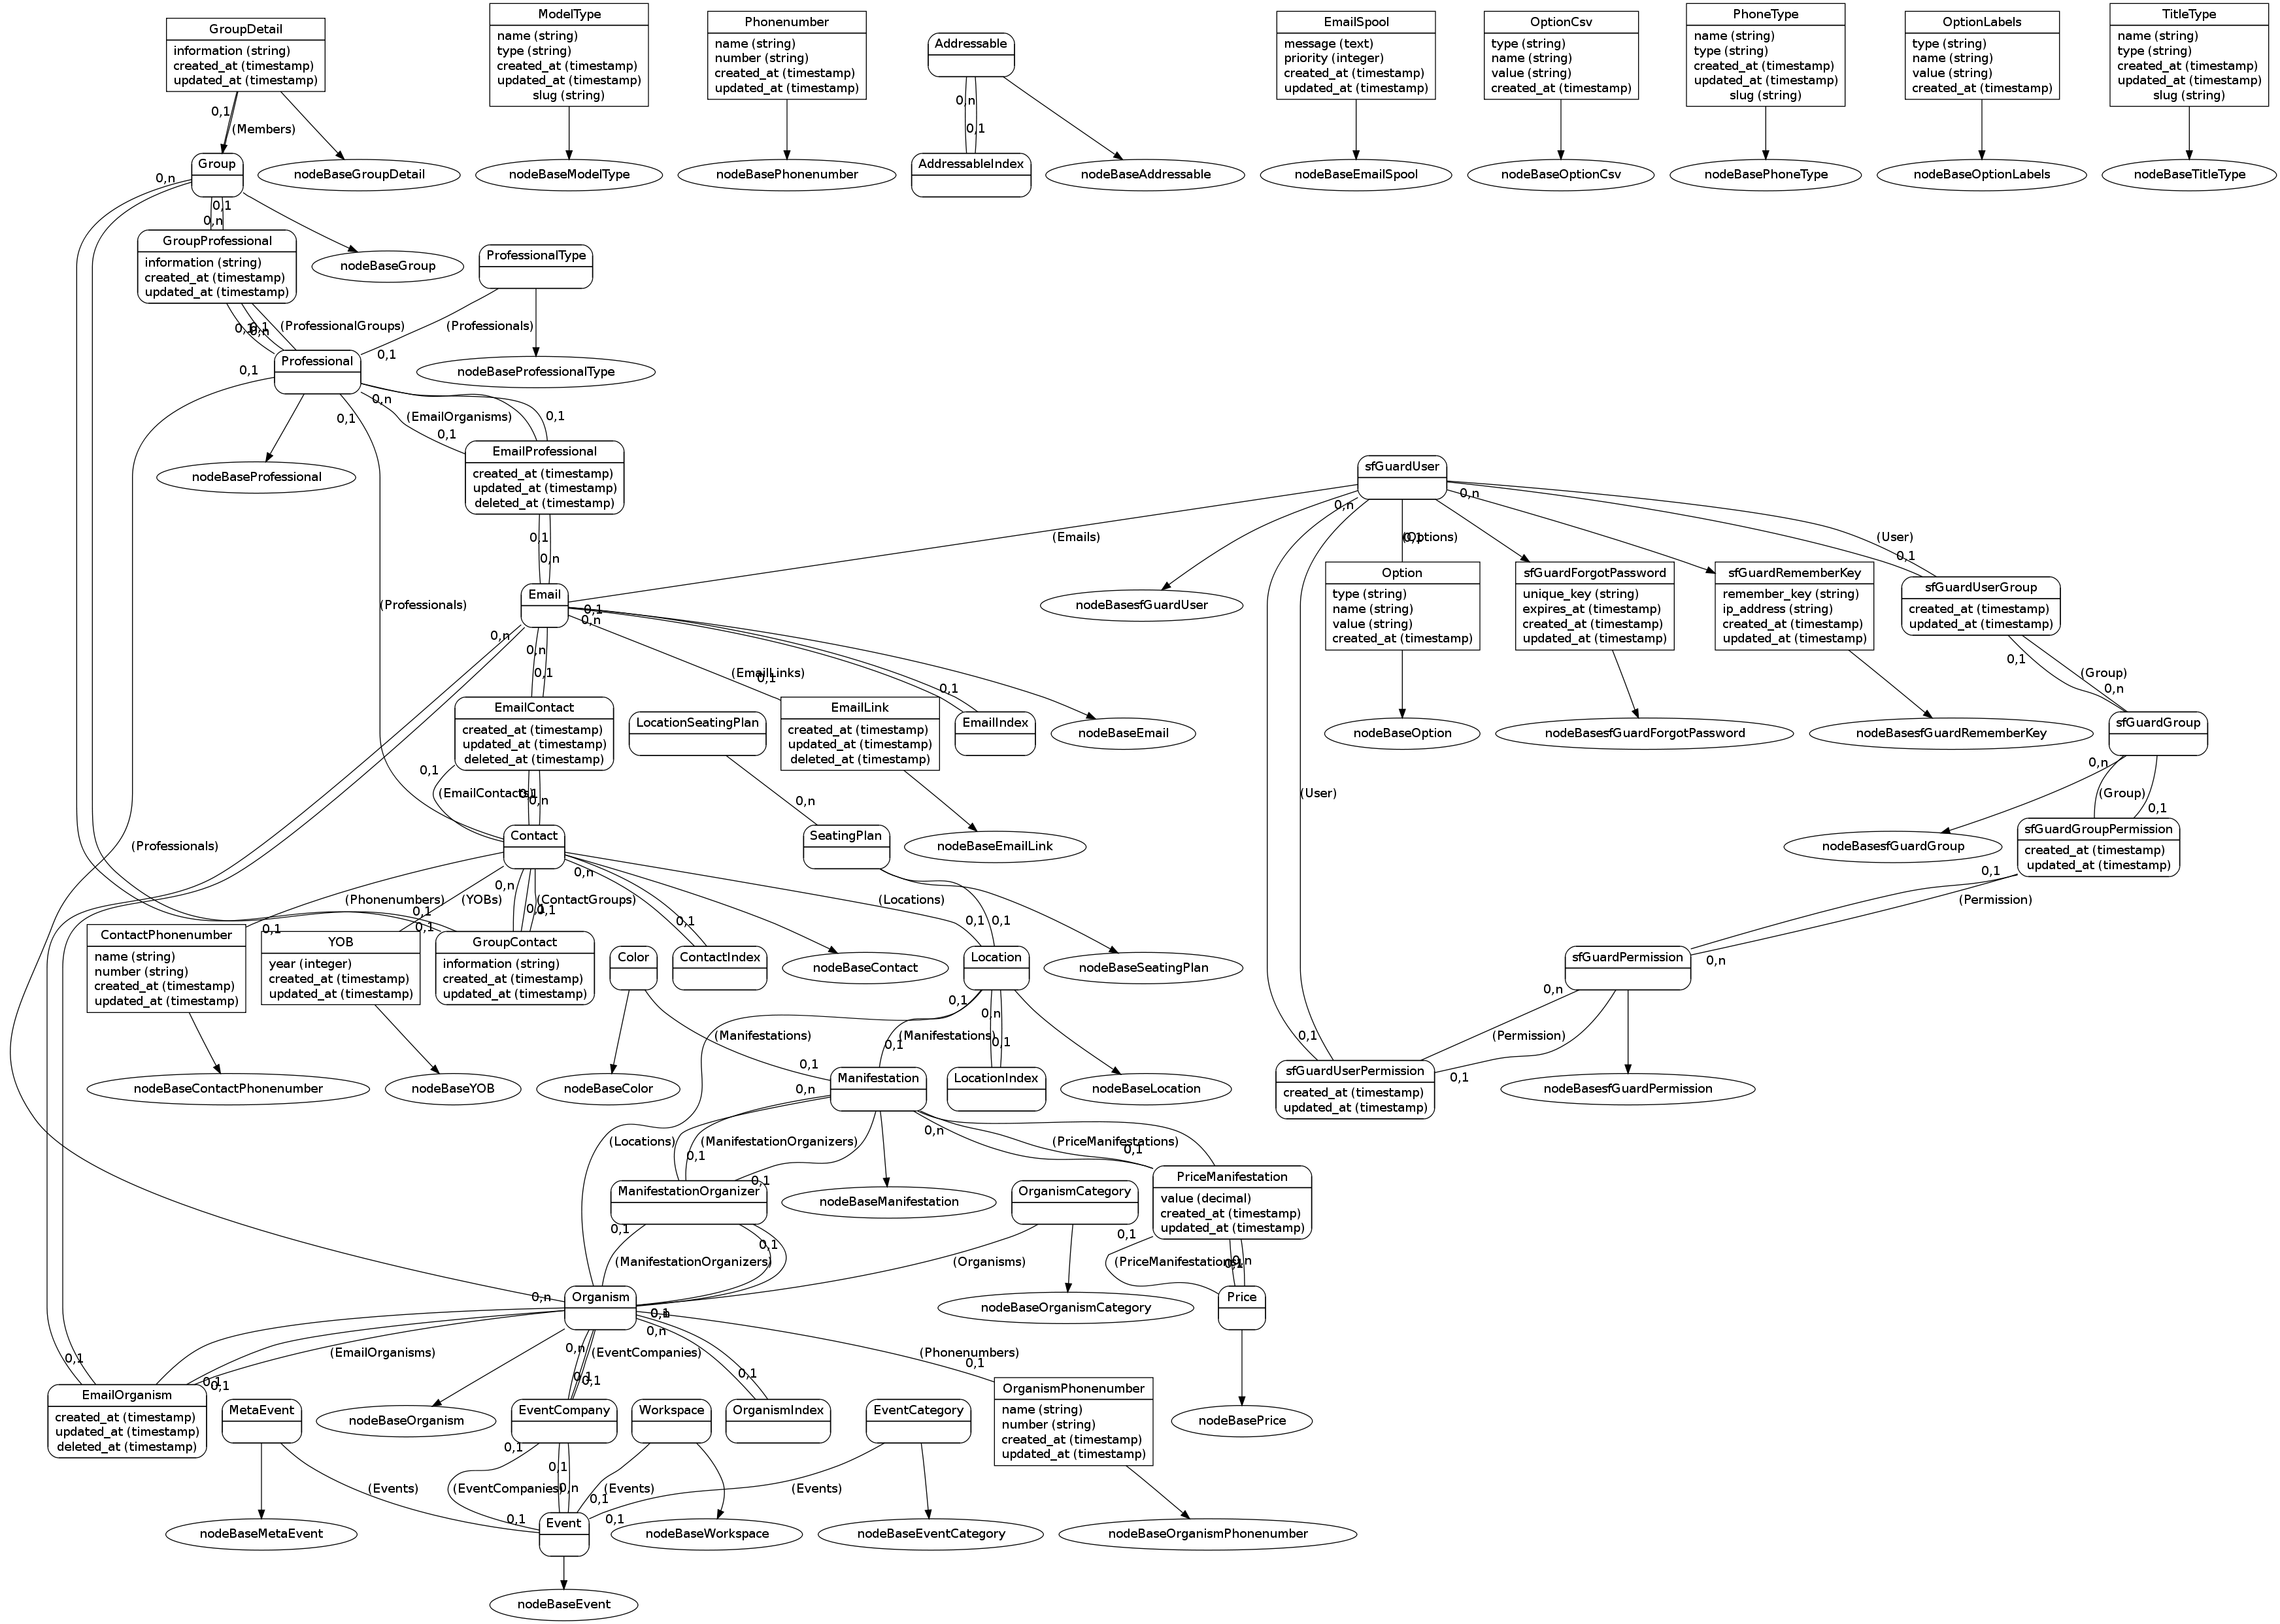 GroupDetail
information (string)
created_at (timestamp)
updated_at (timestamp)
ModelType
name (string)
type (string)
created_at (timestamp)
updated_at (timestamp)
slug (string)
Phonenumber
name (string)
number (string)
created_at (timestamp)
updated_at (timestamp)
Addressable
EmailSpool
message (text)
priority (integer)
created_at (timestamp)
updated_at (timestamp)
OptionCsv
type (string)
name (string)
value (string)
created_at (timestamp)
PhoneType
name (string)
type (string)
created_at (timestamp)
updated_at (timestamp)
slug (string)
OptionLabels
type (string)
name (string)
value (string)
created_at (timestamp)
TitleType
name (string)
type (string)
created_at (timestamp)
updated_at (timestamp)
slug (string)
0,1
(Members)
0,n
0,1
Group
nodeBaseGroupDetail
nodeBaseModelType
nodeBasePhonenumber
AddressableIndex
nodeBaseAddressable
nodeBaseEmailSpool
nodeBaseOptionCsv
nodeBasePhoneType
nodeBaseOptionLabels
nodeBaseTitleType
0,n
0,1
0,n
GroupProfessional
information (string)
created_at (timestamp)
updated_at (timestamp)
nodeBaseGroup
ProfessionalType
0,1
0,1
0,n
(ProfessionalGroups)
(Professionals)
0,1
Professional
nodeBaseProfessionalType
0,1
0,1
0,n
(EmailOrganisms)
0,1
0,1
nodeBaseProfessional
EmailProfessional
created_at (timestamp)
updated_at (timestamp)
deleted_at (timestamp)
sfGuardUser
0,n
0,n
0,1
0,n
(Emails)
0,1
(Options)
(User)
0,1
Email
nodeBasesfGuardUser
Option
type (string)
name (string)
value (string)
created_at (timestamp)
sfGuardForgotPassword
unique_key (string)
expires_at (timestamp)
created_at (timestamp)
updated_at (timestamp)
sfGuardRememberKey
remember_key (string)
ip_address (string)
created_at (timestamp)
updated_at (timestamp)
sfGuardUserGroup
created_at (timestamp)
updated_at (timestamp)
(Professionals)
0,n
0,n
0,1
0,n
0,1
(EmailLinks)
0,1
0,1
0,1
(Group)
0,n
EmailContact
created_at (timestamp)
updated_at (timestamp)
deleted_at (timestamp)
LocationSeatingPlan
EmailLink
created_at (timestamp)
updated_at (timestamp)
deleted_at (timestamp)
EmailIndex
nodeBaseEmail
nodeBaseOption
nodeBasesfGuardForgotPassword
nodeBasesfGuardRememberKey
sfGuardGroup
0,1
(EmailContacts)
0,1
0,n
0,n
(User)
0,n
(Group)
0,1
(Professionals)
Contact
SeatingPlan
nodeBaseEmailLink
nodeBasesfGuardGroup
sfGuardGroupPermission
created_at (timestamp)
updated_at (timestamp)
(Phonenumbers)
0,1
(YOBs)
0,1
0,1
0,n
0,1
0,1
(ContactGroups)
0,n
0,1
(Locations)
0,1
0,1
0,1
(Permission)
0,n
ContactPhonenumber
name (string)
number (string)
created_at (timestamp)
updated_at (timestamp)
YOB
year (integer)
created_at (timestamp)
updated_at (timestamp)
GroupContact
information (string)
created_at (timestamp)
updated_at (timestamp)
Color
ContactIndex
nodeBaseContact
Location
nodeBaseSeatingPlan
sfGuardPermission
(Manifestations)
0,1
0,1
(Manifestations)
0,1
0,n
0,1
0,1
0,n
(Permission)
0,1
nodeBaseContactPhonenumber
nodeBaseYOB
nodeBaseColor
Manifestation
LocationIndex
nodeBaseLocation
sfGuardUserPermission
created_at (timestamp)
updated_at (timestamp)
nodeBasesfGuardPermission
0,n
(Locations)
0,1
(ManifestationOrganizers)
0,1
0,n
(PriceManifestations)
0,1
ManifestationOrganizer
nodeBaseManifestation
OrganismCategory
PriceManifestation
value (decimal)
created_at (timestamp)
updated_at (timestamp)
0,1
(ManifestationOrganizers)
0,1
(Organisms)
0,1
(PriceManifestations)
0,1
0,n
0,n
Organism
nodeBaseOrganismCategory
Price
0,1
(EmailOrganisms)
0,1
0,1
0,n
(EventCompanies)
0,1
0,1
0,1
0,n
0,1
(Phonenumbers)
0,1
EmailOrganism
created_at (timestamp)
updated_at (timestamp)
deleted_at (timestamp)
MetaEvent
nodeBaseOrganism
EventCompany
Workspace
OrganismIndex
EventCategory
OrganismPhonenumber
name (string)
number (string)
created_at (timestamp)
updated_at (timestamp)
nodeBasePrice
(Events)
0,1
0,1
(EventCompanies)
0,1
0,n
(Events)
0,1
(Events)
0,1
nodeBaseMetaEvent
Event
nodeBaseWorkspace
nodeBaseEventCategory
nodeBaseOrganismPhonenumber
nodeBaseEvent